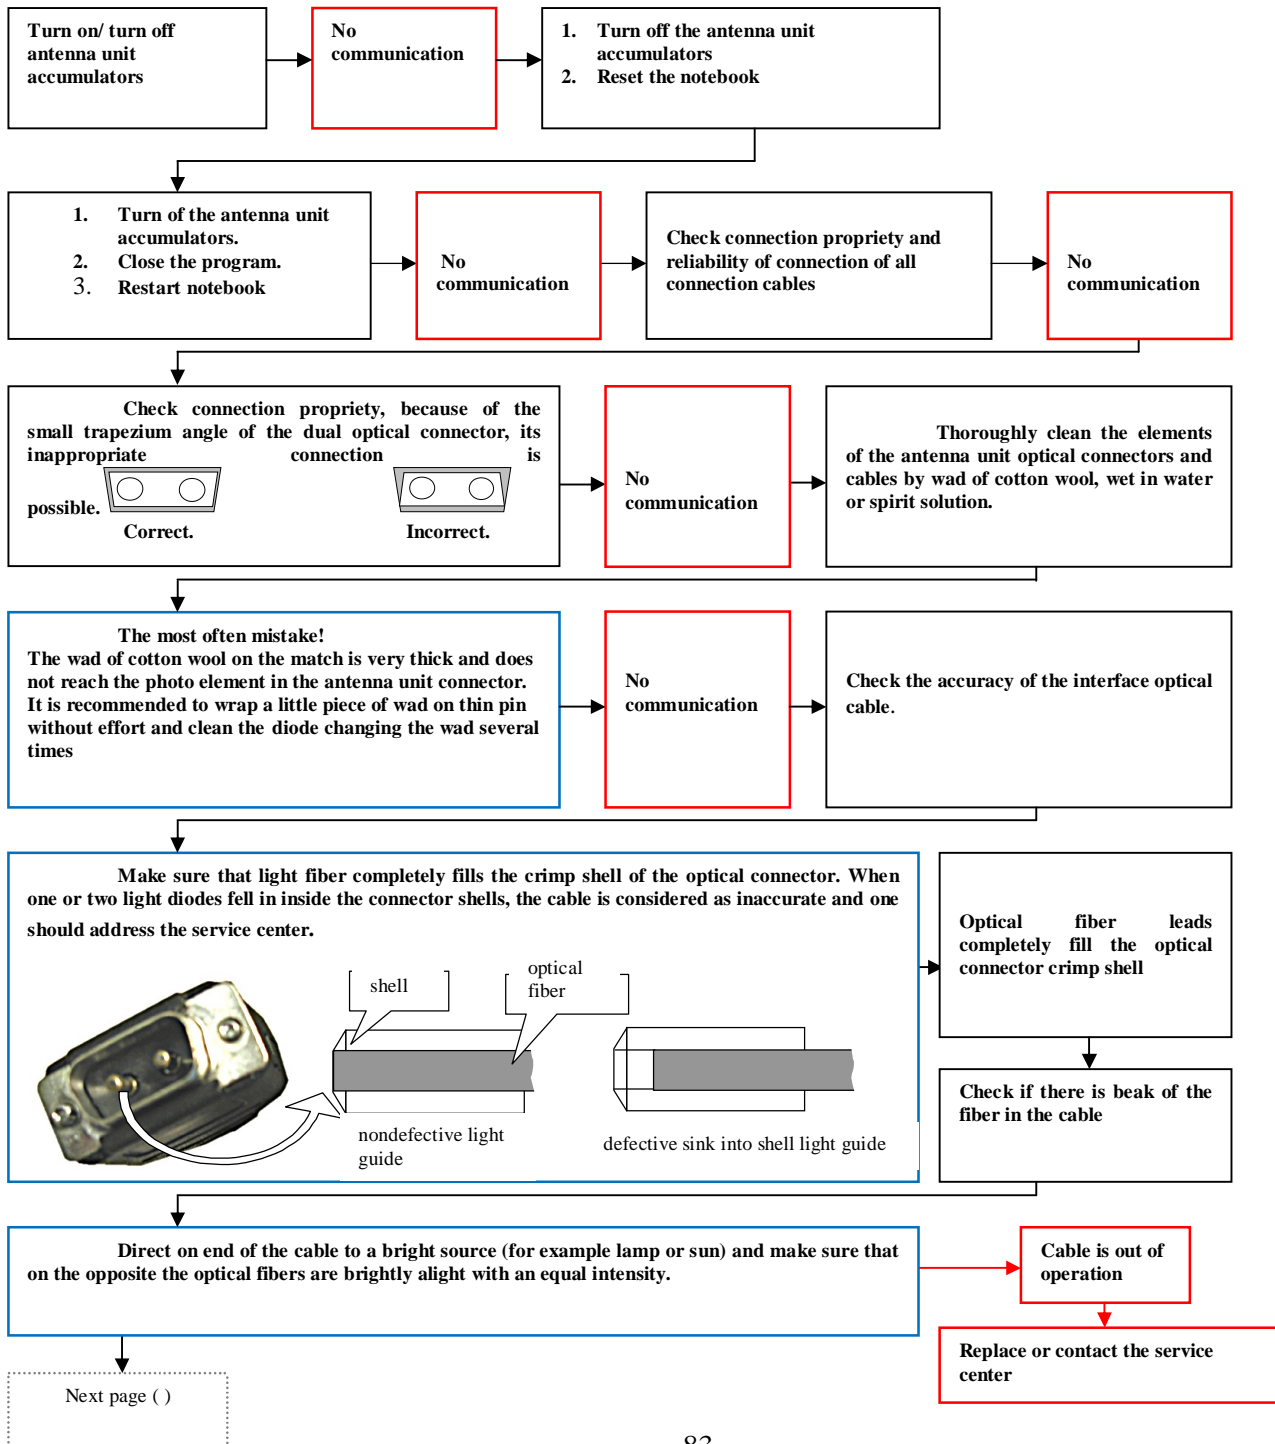 Turn on/ turn off
antenna unit
accumulators
No
communication
1. Turn off the antenna unit
accumulators
2. Reset the notebook
1. Turn of the antenna unit
accumulators.
2. Close the program.
3. Restart notebook
No
communication
Check connection propriety and
reliability of connection of all
connection cables
No
communication
Check connection propriety, because of the
small trapezium angle of the dual optical connector, its
inappropriate connection is
possible.
Correct. Incorrect.
No
communication
Thoroughly clean the elements
of the antenna unit optical connectors and
cables by wad of cotton wool, wet in water
or spirit solution.
The most often mistake!
The wad of cotton wool on the match is very thick and does
not reach the photo element in the antenna unit connector.
It is recommended to wrap a little piece of wad on thin pin
without effort and clean the diode changing the wad several
times
No
communication
Check the accuracy of the interface optical
cable.
Make sure that light fiber completely fills the crimp shell of the optical connector. When
one or two light diodes fell in inside the connector shells, the cable is considered as inaccurate and one
should address the service center.
shell
optical
fiber
nondefective light
guide
defective sink into shell light guide
Optical fiber leads
completely fill the optical
connector crimp shell
Check if there is beak of the
fiber in the cable
Direct on end of the cable to a bright source (for example lamp or sun) and make sure that
on the opposite the optical fibers are brightly alight with an equal intensity.
Cable is out of
operation
Replace or contact the service
center
Next page ( )
83